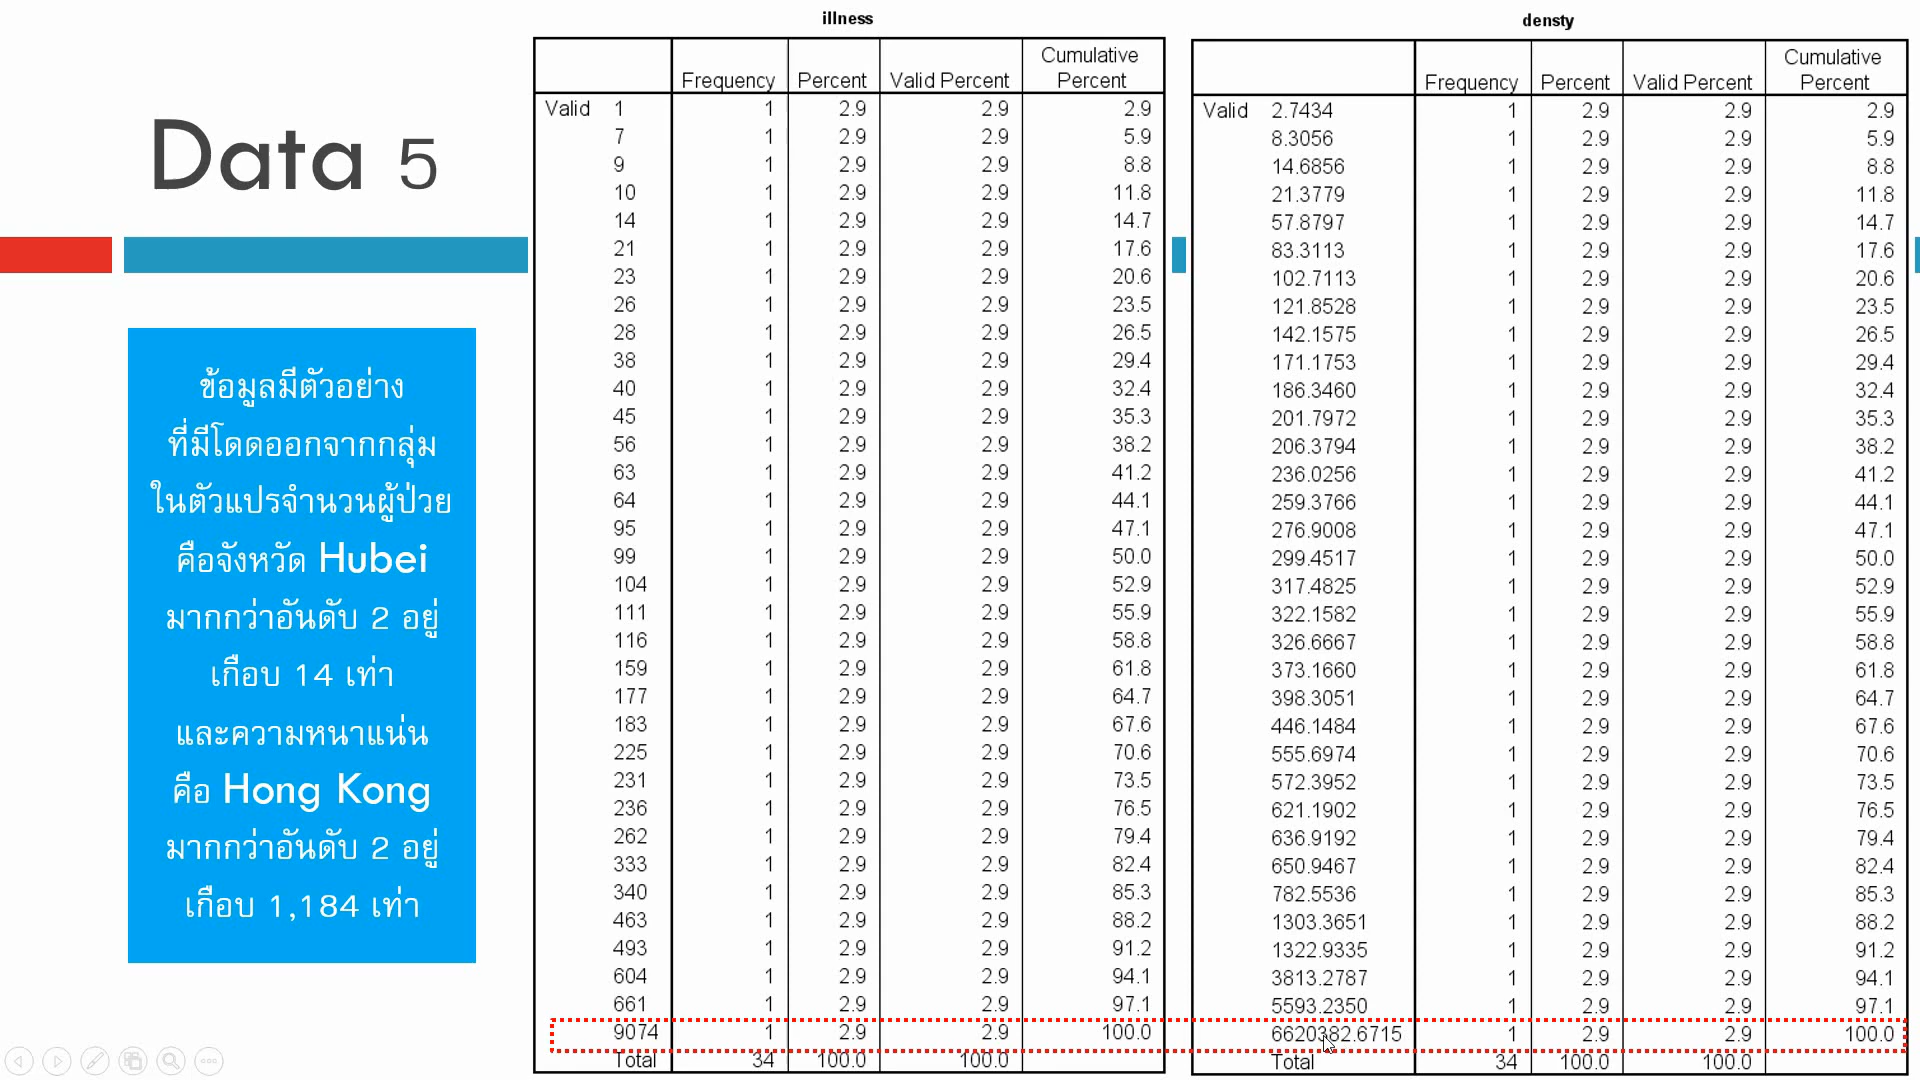 Data 5
ข้อมูลมีตัวอย่าง
ที่มีโดดออกจากกลุ่ม
ในตัวแปรจำนวนผู้ป่วย
คือจังหวัด Hubei
มากกว่าอันดับ 2 อยู่
เกือบ 14 เท่า
และความหนาแน่น
คือ Hong Kong
มากกว่าอันดับ 2 อยู่
เกือบ 1,184 เท่า
illness
Frequency Percent Valid Percent Cumulative Percent
Valid 1 1 2.9 2.9 2.9
7 1 2.9 2.9 5.9
9 1 2.9 2.9 8.8
10 1 2.9 2.9 11.8
14 1 2.9 2.9 14.7
21 1 2.9 2.9 17.6
23 1 2.9 2.9 20.6
26 1 2.9 2.9 23.5
28 1 2.9 2.9 26.5
38 1 2.9 2.9 29.4
40 1 2.9 2.9 32.4
45 1 2.9 2.9 35.3
56 1 2.9 2.9 38.2
63 1 2.9 2.9 41.2
64 1 2.9 2.9 44.1
95 1 2.9 2.9 47.1
99 1 2.9 2.9 50.0
104 1 2.9 2.9 52.9
111 1 2.9 2.9 55.9
116 1 2.9 2.9 58.8
159 1 2.9 2.9 61.8
177 1 2.9 2.9 64.7
183 1 2.9 2.9 67.6
225 1 2.9 2.9 70.6
231 1 2.9 2.9 73.5
236 1 2.9 2.9 76.5
262 1 2.9 2.9 79.4
333 1 2.9 2.9 82.4
340 1 2.9 2.9 85.3
463 1 2.9 2.9 88.2
493 1 2.9 2.9 91.2
604 1 2.9 2.9 94.1
661 1 2.9 2.9 97.1
9074 1 2.9 2.9 100.0
Total 34 100.0 100.0
densty
Frequency Percent Valid Percent Cumulative Percent
Valid 2.7434 1 2.9 2.9 2.9
8.3056 1 2.9 2.9 5.9
14.6856 1 2.9 2.9 8.8
21.3779 1 2.9 2.9 11.8
57.8797 1 2.9 2.9 14.7
83.3113 1 2.9 2.9 17.6
102.7113 1 2.9 2.9 20.6
121.8528 1 2.9 2.9 23.5
142.1575 1 2.9 2.9 26.5
171.1753 1 2.9 2.9 29.4
186.3460 1 2.9 2.9 32.4
201.7972 1 2.9 2.9 35.3
206.3794 1 2.9 2.9 38.2
236.0256 1 2.9 2.9 41.2
259.3766 1 2.9 2.9 44.1
276.9008 1 2.9 2.9 47.1
299.4517 1 2.9 2.9 50.0
317.4825 1 2.9 2.9 52.9
322.1582 1 2.9 2.9 55.9
326.6667 1 2.9 2.9 58.8
373.1660 1 2.9 2.9 61.8
398.3051 1 2.9 2.9 64.7
446.1484 1 2.9 2.9 67.6
555.6974 1 2.9 2.9 70.6
572.3952 1 2.9 2.9 73.5
621.1902 1 2.9 2.9 76.5
636.9192 1 2.9 2.9 79.4
650.9467 1 2.9 2.9 82.4
782.5536 1 2.9 2.9 85.3
1303.3651 1 2.9 2.9 88.2
1322.9335 1 2.9 2.9 91.2
3813.2787 1 2.9 2.9 94.1
5593.2350 1 2.9 2.9 97.1
6620382.6715 1 2.9 2.9 100.0
Total 34 100.0 100.0